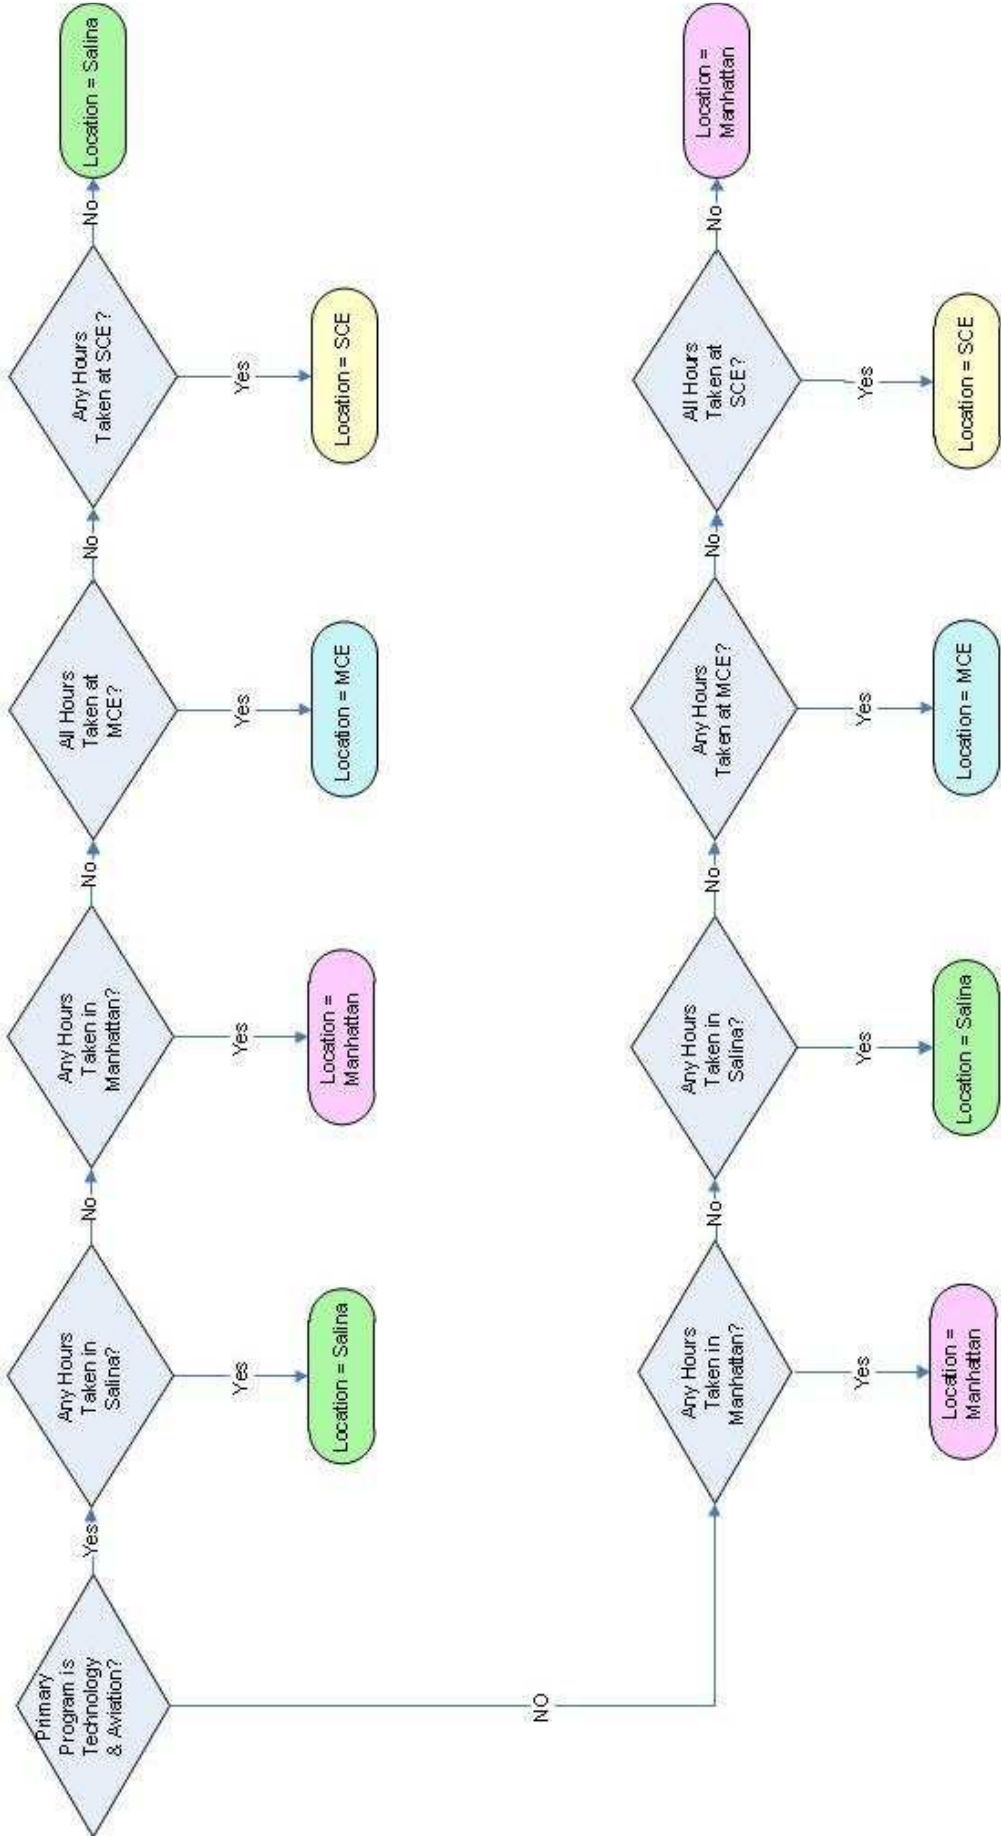 Primary
Program is
Technology
& Aviation?
Yes
Any Hours
Taken in
Salina?
No
Any Hours
Taken in
Manhattan?
No
All Hours
Taken at
MCE?
No
Any Hours
Taken at SCE ?
No
Location = Salina
Yes
Location = Salina
Yes
Location =
Manhattan
Yes
Location = MCE
Yes
Location = SCE
NO
Any Hours
Taken in
Manhattan?
No
Any Hours
Taken in
Salina?
No
Any Hours
Taken at MCE?
No
All Hours
Taken at
SCE?
No
Location =
Manhattan
Yes
Location =
Manhattan
Yes
Location = Salina
Yes
Location = MCE
Yes
Location = SCE